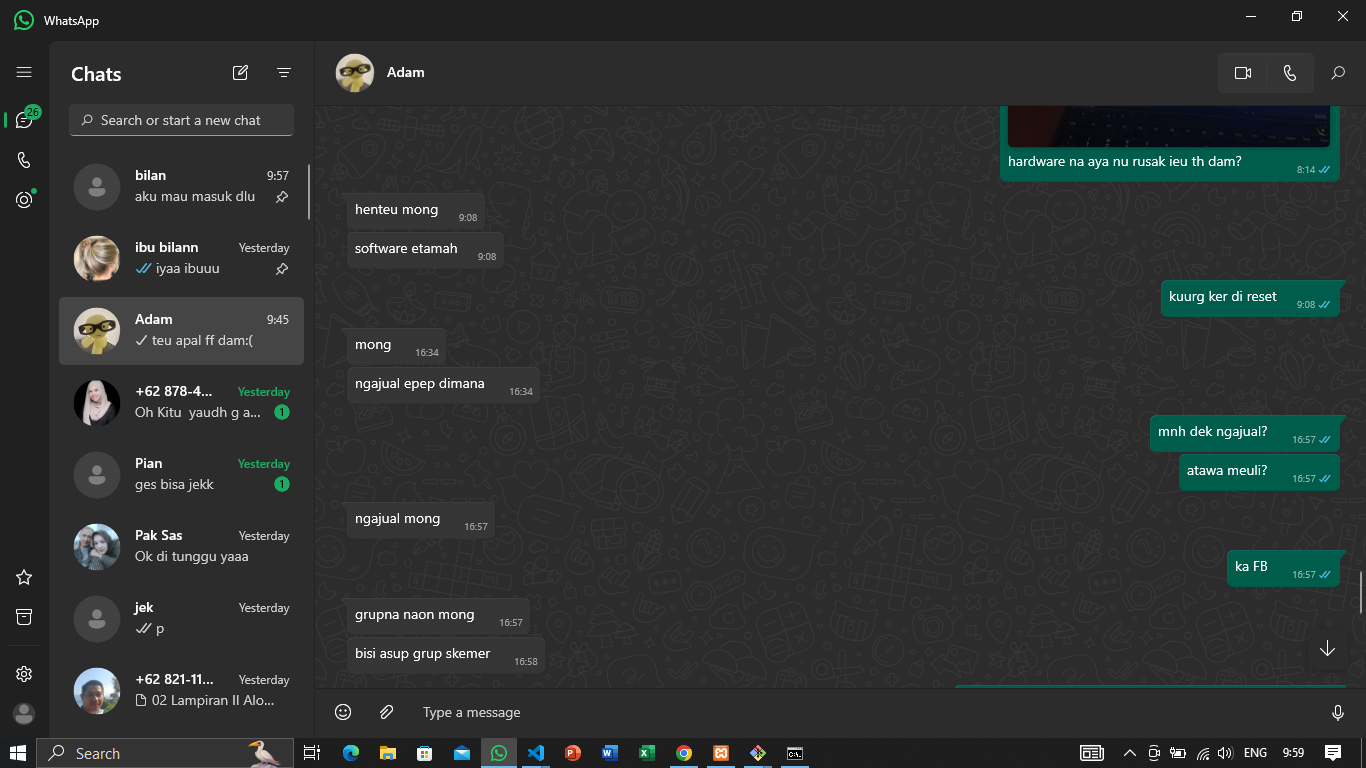 WhatsApp
26
Chats
Search or start a new chat
bilan
9:57
aku mau masuk dlu
ibu bilann
Yesterday
iyaa ibuuu
Adam
9:45
teu apal ff dam:(
+62 878-4...
Yesterday
Oh Kitu yaudh g a...
1
Pian
Yesterday
ges bisa jekk
1
Pak Sas
Yesterday
Ok di tunggu yaaa
jek
Yesterday
p
+62 821-11...
Yesterday
02 Lampiran II Alo...
Adam
hardware na aya nu rusak ieu th dam?
8:14
henteu mong
9:08
software etamah
9:08
kuurg ker di reset
9:08
mong
16:34
ngajual epep dimana
16:34
mnh dek ngajual?
16:57
atawa meuli?
16:57
ngajual mong
16:57
ka FB
16:57
grupna naon mong
16:57
bisi asup grup skemer
16:58
Type a message
Search
ENG
9:59